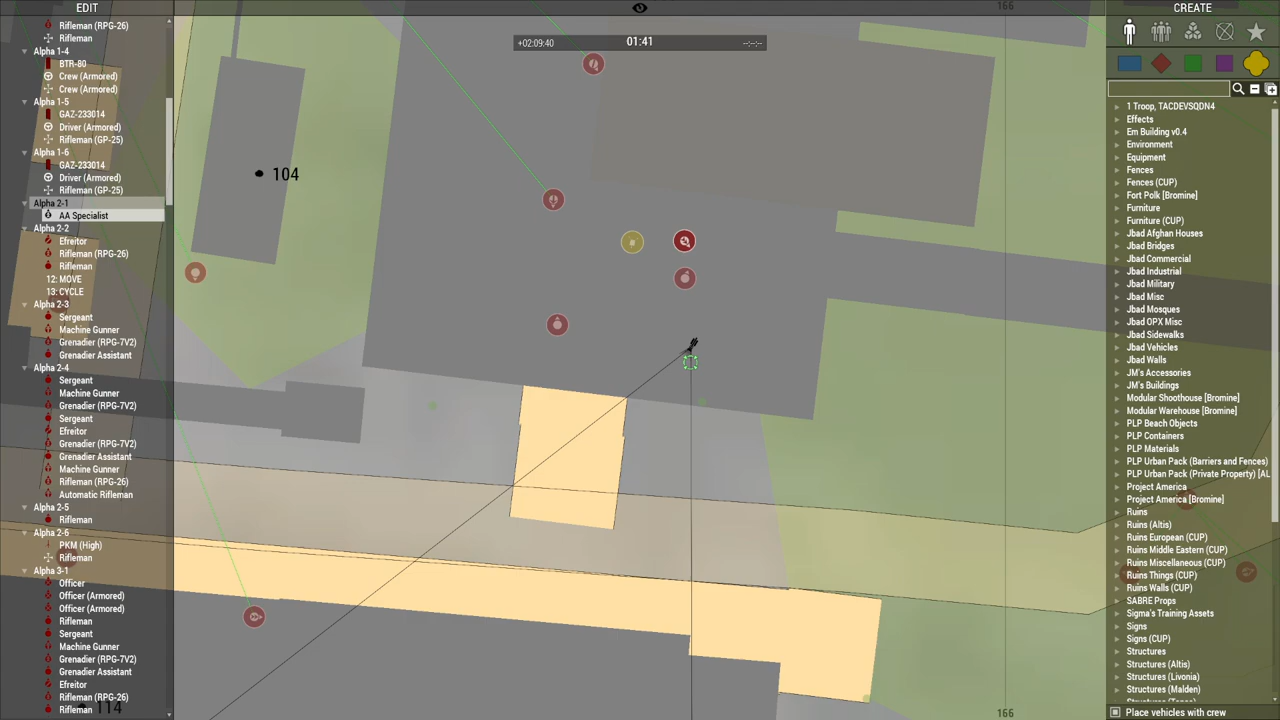 EDIT
Rifleman (RPG-26)
Rifleman
Alpha 1-4
BTR-80
Crew (Armored)
Crew (Armored)
Alpha 1-5
GAZ-233014
Driver (Armored)
Rifleman (GP-25)
Alpha 1-6
GAZ-233014
Driver (Armored)
Rifleman (GP-25)
Alpha 2-1
AA Specialist
Alpha 2-2
Efreitor
Rifleman (RPG-26)
Rifleman
12: MOVE
13: CYCLE
Alpha 2-3
Sergeant
Machine Gunner
Grenadier (RPG-7V2)
Grenadier Assistant
Alpha 2-4
Sergeant
Machine Gunner
Grenadier (RPG-7V2)
Sergeant
Efreitor
Grenadier (RPG-7V2)
Grenadier Assistant
Machine Gunner
Rifleman (RPG-26)
Automatic Rifleman
Alpha 2-5
Rifleman
Alpha 2-6
PKM (High)
Rifleman
Alpha 3-1
Officer
Officer (Armored)
Officer (Armored)
Rifleman
Sergeant
Machine Gunner
Grenadier (RPG-7V2)
Grenadier Assistant
Efreitor
Rifleman (RPG-26)
Rifleman
114
+02:09:40 01:41 --:--:--
166
104
166
CREATE
1 Troop, TACDEVSQDN4
Effects
Em Building v0.4
Environment
Equipment
Fences
Fences (CUP)
Fort Polk [Bromine]
Furniture
Furniture (CUP)
Jbad Afghan Houses
Jbad Bridges
Jbad Commercial
Jbad Industrial
Jbad Military
Jbad Misc
Jbad Mosques
Jbad OPX Misc
Jbad Sidewalks
Jbad Vehicles
Jbad Walls
JM's Accessories
JM's Buildings
Modular Shoothouse [Bromine]
Modular Warehouse [Bromine]
PLP Beach Objects
PLP Containers
PLP Materials
PLP Urban Pack (Barriers and Fences)
PLP Urban Pack (Private Property) [AL
Project America
Project America [Bromine]
Ruins
Ruins (Altis)
Ruins European (CUP)
Ruins Middle Eastern (CUP)
Ruins Miscellaneous (CUP)
Ruins Things (CUP)
Ruins Walls (CUP)
SABRE Props
Sigma's Training Assets
Signs
Signs (CUP)
Structures
Structures (Altis)
Structures (Livonia)
Structures (Malden)
Place vehicles with crew